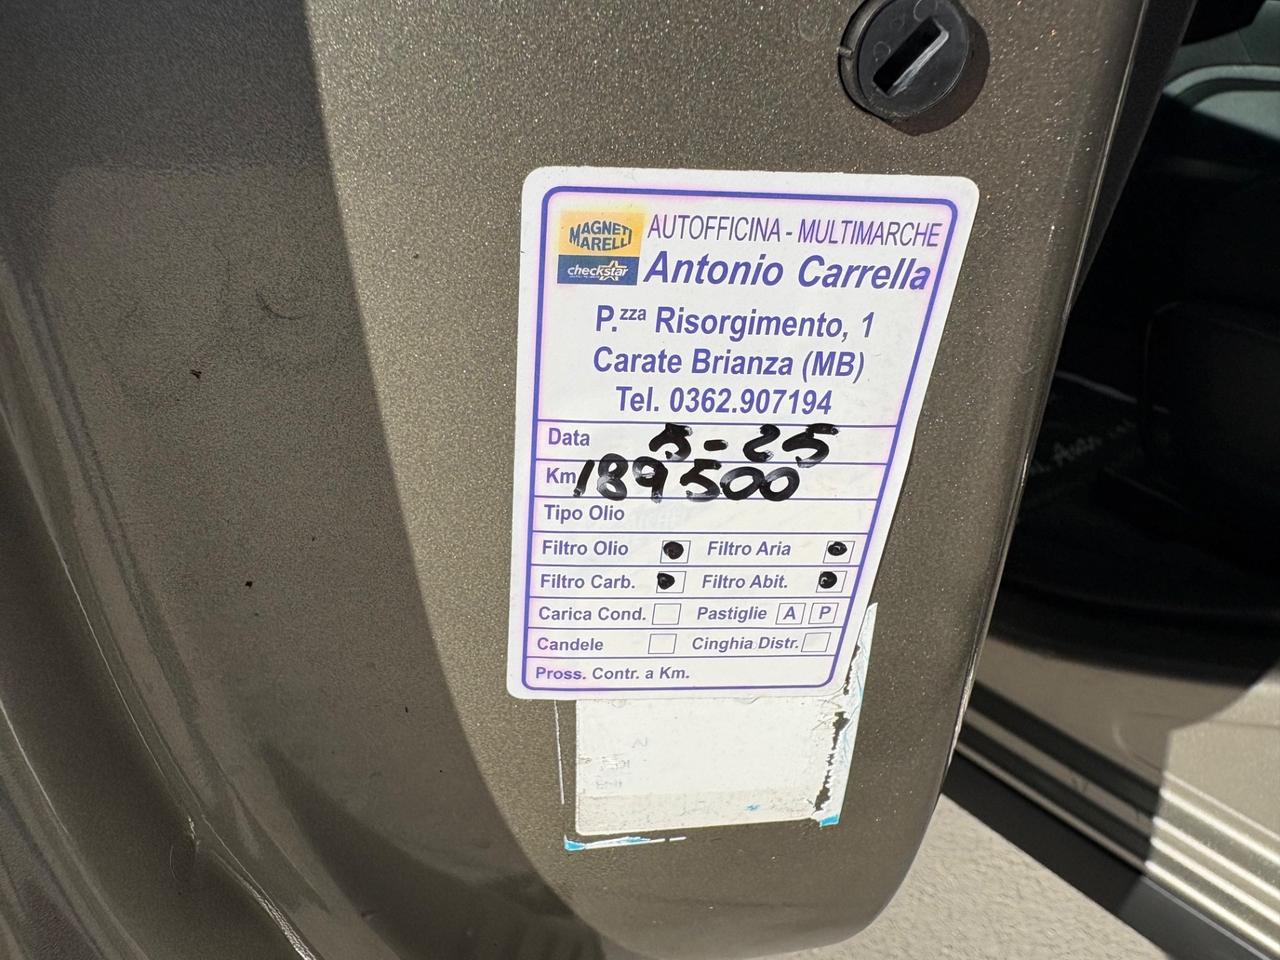 MAGNETI
MARELLI
checkstar
AUTOFFICINA - MULTIMARCHE
Antonio Carrella
P.zza Risorgimento, 1
Carate Brianza (MB)
Tel. 0362.907194
Data 5-25
Km 189500
Tipo Olio
Filtro Olio Filtro Aria
Filtro Carb. Filtro Abit.
Carica Cond. Pastiglie A P
Candele Cinghia Distr.
Pross. Contr. a Km.